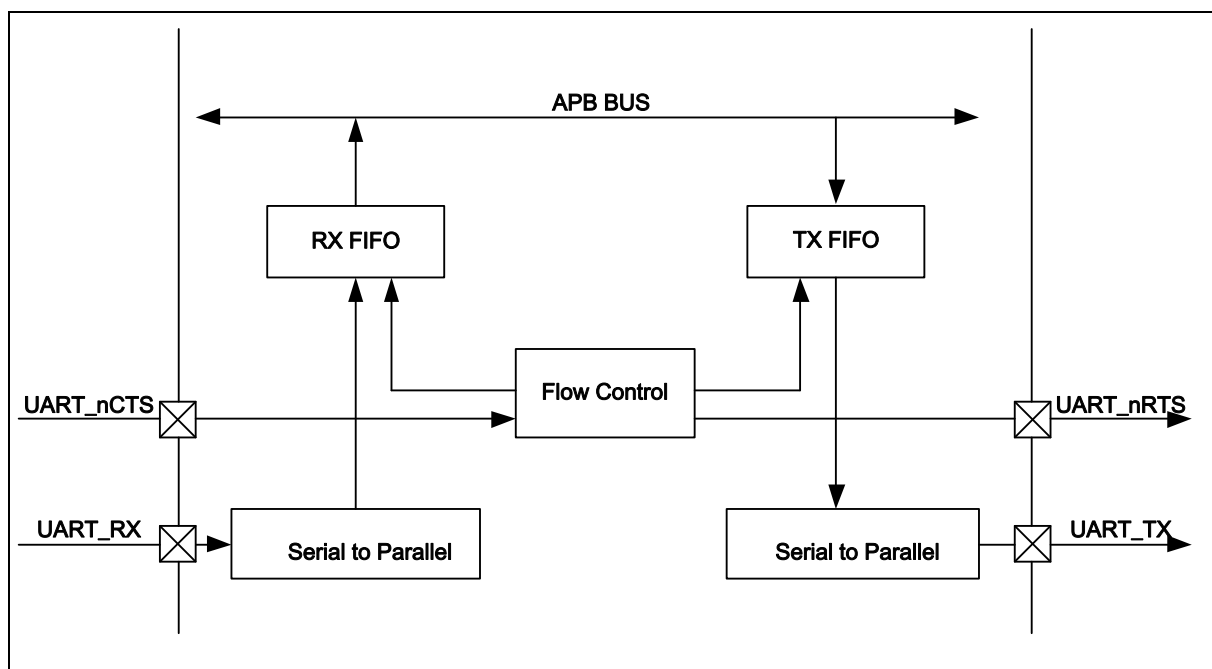 APB BUS
RX FIFO
TX FIFO
Flow Control
UART_nCTS
UART_nRTS
UART_RX
Serial to Parallel
Serial to Parallel
UART_TX